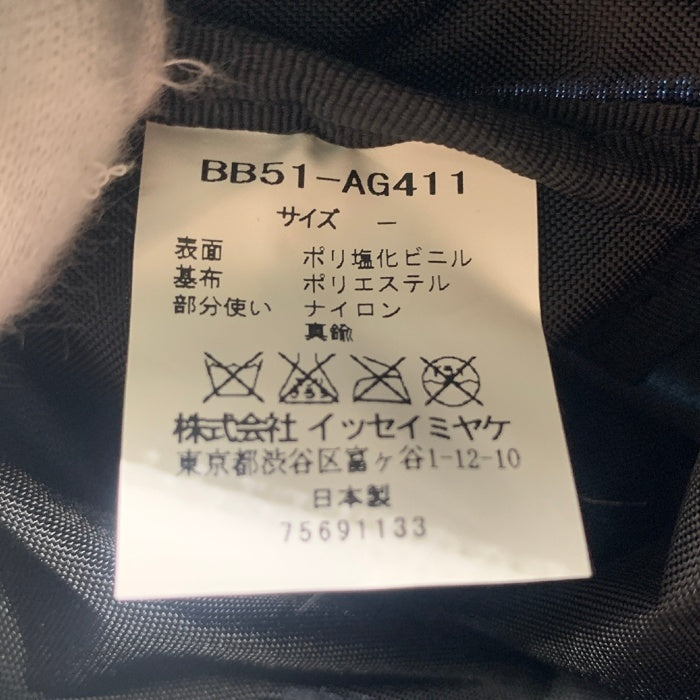 BB51-AG411
サイズ －
表面 ポリ塩化ビニル
基布 ポリエステル
部分使い ナイロン
真鍮
株式会社 イッセイミヤケ
東京都渋谷区富ヶ谷1-12-10
日本製
75691133